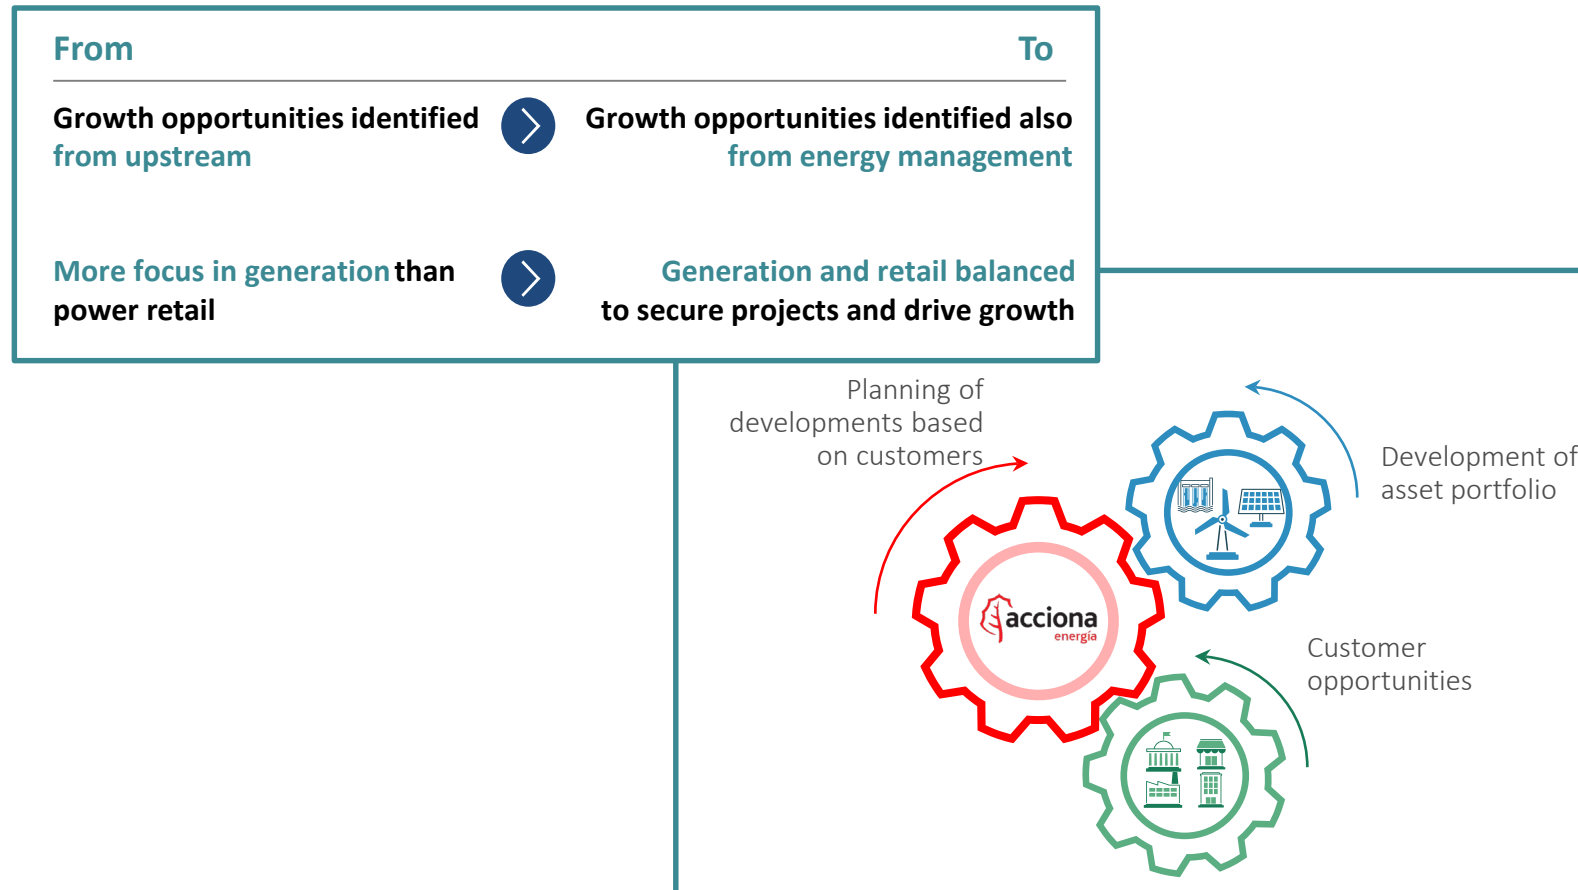 From
To
Growth opportunities identified
from upstream
Growth opportunities identified also
from energy management
More focus in generation than
power retail
Generation and retail balanced
to secure projects and drive growth
Planning of
developments based
on customers
Development of
asset portfolio
acciona
energía
Customer
opportunities